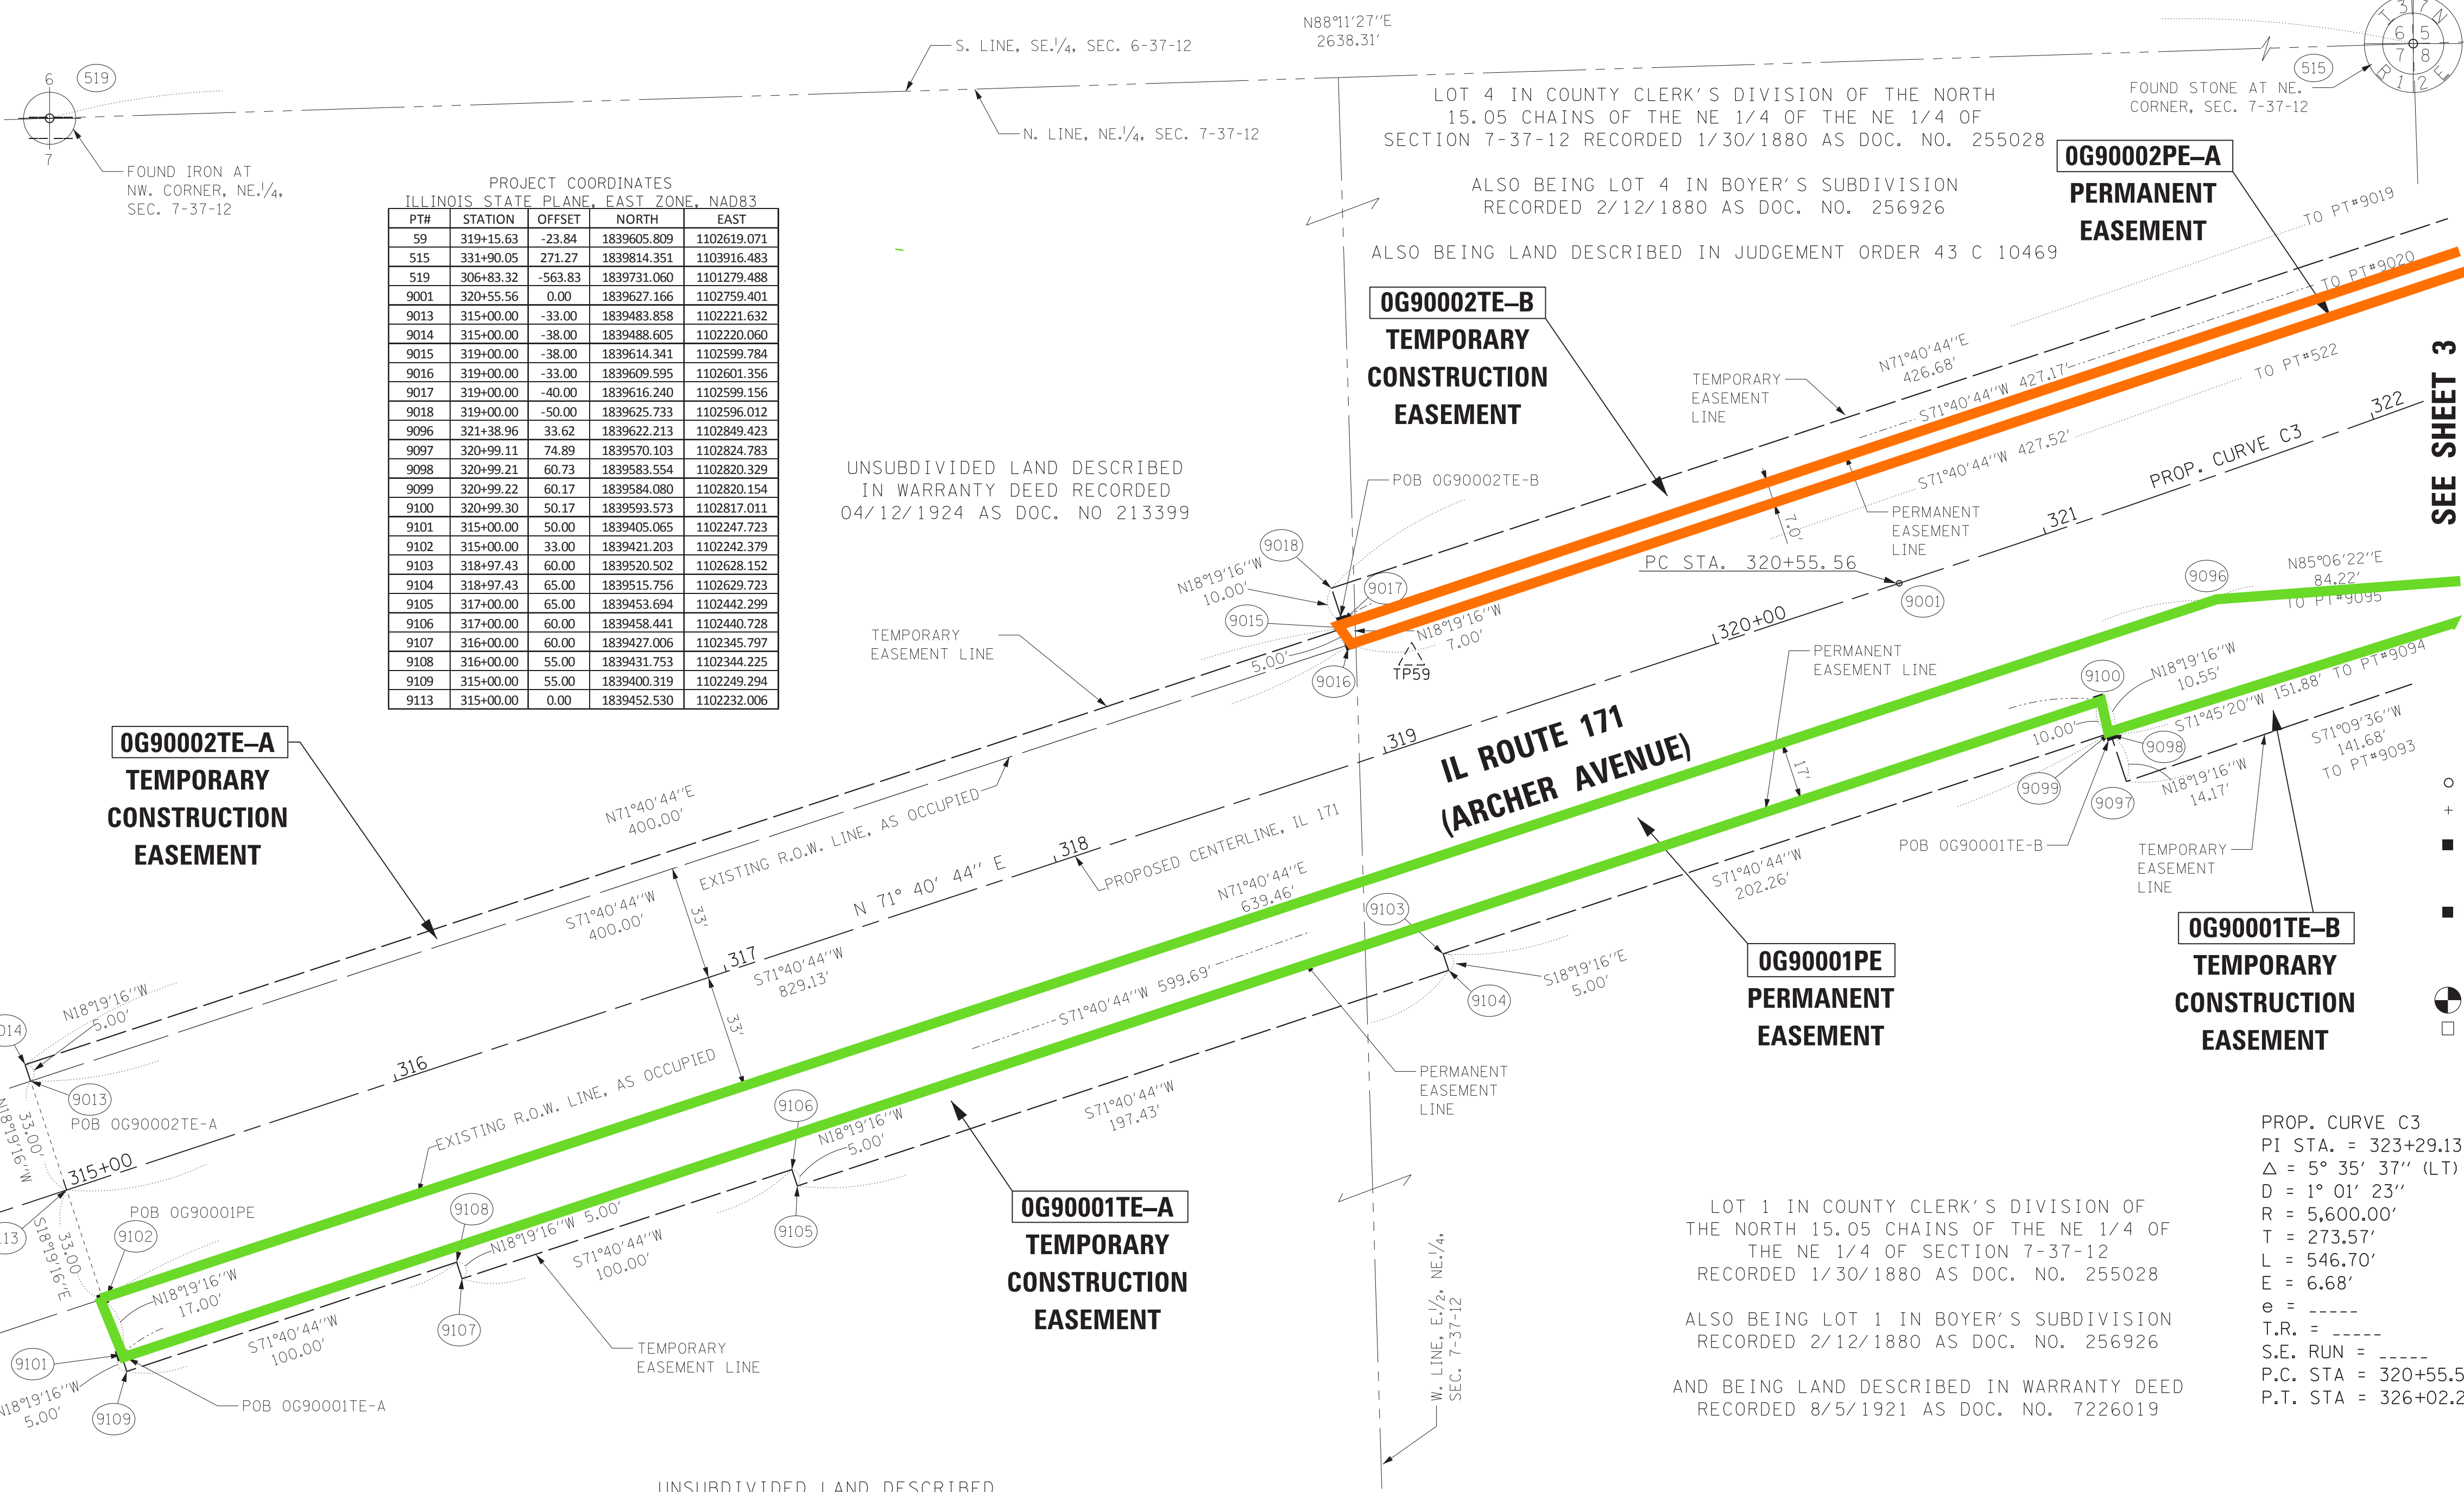 N88°11'27''E
2638.31'
S. LINE, SE.1/4, SEC. 6-37-12
N. LINE, NE.1/4, SEC. 7-37-12
6
519
7
FOUND IRON AT
NW. CORNER, NE.1/4,
SEC. 7-37-12
T 37 N
6 5
7 8
R 12 E
515
FOUND STONE AT NE.
CORNER, SEC. 7-37-12
LOT 4 IN COUNTY CLERK'S DIVISION OF THE NORTH
15.05 CHAINS OF THE NE 1/4 OF THE NE 1/4 OF
SECTION 7-37-12 RECORDED 1/30/1880 AS DOC. NO. 255028
ALSO BEING LOT 4 IN BOYER'S SUBDIVISION
RECORDED 2/12/1880 AS DOC. NO. 256926
ALSO BEING LAND DESCRIBED IN JUDGEMENT ORDER 43 C 10469
0G90002PE–A
PERMANENT
EASEMENT
PROJECT COORDINATES
ILLINOIS STATE PLANE, EAST ZONE, NAD83
PT# STATION OFFSET NORTH EAST
59 319+15.63 -23.84 1839605.809 1102619.071
515 331+90.05 271.27 1839814.351 1103916.483
519 306+83.32 -563.83 1839731.060 1101279.488
9001 320+55.56 0.00 1839627.166 1102759.401
9013 315+00.00 -33.00 1839483.858 1102221.632
9014 315+00.00 -38.00 1839488.605 1102220.060
9015 319+00.00 -38.00 1839614.341 1102599.784
9016 319+00.00 -33.00 1839609.595 1102601.356
9017 319+00.00 -40.00 1839616.240 1102599.156
9018 319+00.00 -50.00 1839625.733 1102596.012
9096 321+38.96 33.62 1839622.213 1102849.423
9097 320+99.11 74.89 1839570.103 1102824.783
9098 320+99.21 60.73 1839583.554 1102820.329
9099 320+99.22 60.17 1839584.080 1102820.154
9100 320+99.30 50.17 1839593.573 1102817.011
9101 315+00.00 50.00 1839405.065 1102247.723
9102 315+00.00 33.00 1839421.203 1102242.379
9103 318+97.43 60.00 1839520.502 1102628.152
9104 318+97.43 65.00 1839515.756 1102629.723
9105 317+00.00 65.00 1839453.694 1102442.299
9106 317+00.00 60.00 1839458.441 1102440.728
9107 316+00.00 60.00 1839427.006 1102345.797
9108 316+00.00 55.00 1839431.753 1102344.225
9109 315+00.00 55.00 1839400.319 1102249.294
9113 315+00.00 0.00 1839452.530 1102232.006
0G90002TE–B
TEMPORARY
CONSTRUCTION
EASEMENT
TO PT#9019
TO PT#9020
TO PT#522
N71°40'44''E
426.68'
S71°40'44''W 427.17'
S71°40'44''W 427.52'
TEMPORARY
EASEMENT
LINE
PERMANENT
EASEMENT
LINE
7.0'
SEE SHEET 3
322
PROP. CURVE C3
321
UNSUBDIVIDED LAND DESCRIBED
IN WARRANTY DEED RECORDED
04/12/1924 AS DOC. NO 213399
POB 0G90002TE-B
9018
9017
N18°19'16''W
10.00'
9015
9016
5.00'
N18°19'16''W
7.00'
TP59
PC STA. 320+55.56
9001
320+00
9096
N85°06'22''E
84.22'
TO PT#9095
TEMPORARY
EASEMENT LINE
PERMANENT
EASEMENT LINE
9100
N18°19'16''W
10.55'
S71°45'20''W 151.88' TO PT#9094
10.00'
9098
9099
9097
N18°19'16''W
14.17'
S71°09'36''W
141.68'
TO PT#9093
POB 0G90001TE-B
TEMPORARY
EASEMENT
LINE
0G90001TE–B
TEMPORARY
CONSTRUCTION
EASEMENT
319
IL ROUTE 171
(ARCHER AVENUE)
17'
0G90002TE–A
TEMPORARY
CONSTRUCTION
EASEMENT
N71°40'44''E
400.00'
EXISTING R.O.W. LINE, AS OCCUPIED
S71°40'44''W
400.00'
33'
N 71° 40' 44'' E
318
PROPOSED CENTERLINE, IL 171
317
S71°40'44''W
829.13'
33'
N71°40'44''E
639.46'
S71°40'44''W
202.26'
9103
S18°19'16''E
5.00'
9104
0G90001PE
PERMANENT
EASEMENT
S71°40'44''W 599.69'
PERMANENT
EASEMENT
LINE
014
N18°19'16''W
5.00'
9013
POB 0G90002TE-A
N18°19'16''W
33.00'
316
EXISTING R.O.W. LINE, AS OCCUPIED
315+00
9106
N18°19'16''W
5.00'
9105
S71°40'44''W
197.43'
0G90001TE–A
TEMPORARY
CONSTRUCTION
EASEMENT
113
S18°19'16''E
33.00
POB 0G90001PE
9102
N18°19'16''W
17.00'
9108
N18°19'16''W 5.00'
9107
S71°40'44''W
100.00'
S71°40'44''W
100.00'
9101
N18°19'16''W
5.00'
9109
POB 0G90001TE-A
TEMPORARY
EASEMENT LINE
W. LINE, E.1/2, NE.1/4,
SEC. 7-37-12
LOT 1 IN COUNTY CLERK'S DIVISION OF
THE NORTH 15.05 CHAINS OF THE NE 1/4 OF
THE NE 1/4 OF SECTION 7-37-12
RECORDED 1/30/1880 AS DOC. NO. 255028
ALSO BEING LOT 1 IN BOYER'S SUBDIVISION
RECORDED 2/12/1880 AS DOC. NO. 256926
AND BEING LAND DESCRIBED IN WARRANTY DEED
RECORDED 8/5/1921 AS DOC. NO. 7226019
PROP. CURVE C3
PI STA. = 323+29.13
△ = 5° 35' 37'' (LT)
D = 1° 01' 23''
R = 5,600.00'
T = 273.57'
L = 546.70'
E = 6.68'
e = _____
T.R. = _____
S.E. RUN = _____
P.C. STA = 320+55.5
P.T. STA = 326+02.2
UNSUBDIVIDED LAND DESCRIBED